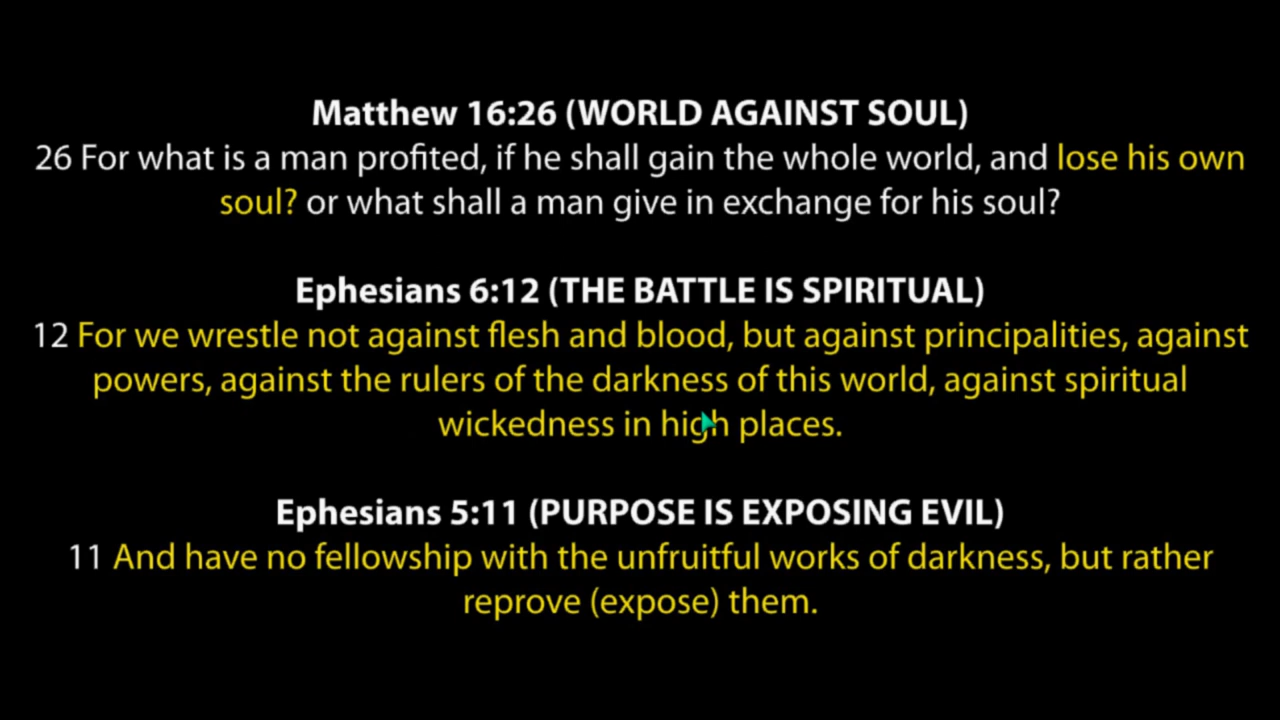 Matthew 16:26 (WORLD AGAINST SOUL)
26 For what is a man profited, if he shall gain the whole world, and lose his own
soul? or what shall a man give in exchange for his soul?
Ephesians 6:12 (THE BATTLE IS SPIRITUAL)
12 For we wrestle not against flesh and blood, but against principalities, against
powers, against the rulers of the darkness of this world, against spiritual
wickedness in high places.
Ephesians 5:11 (PURPOSE IS EXPOSING EVIL)
11 And have no fellowship with the unfruitful works of darkness, but rather
reprove (expose) them.